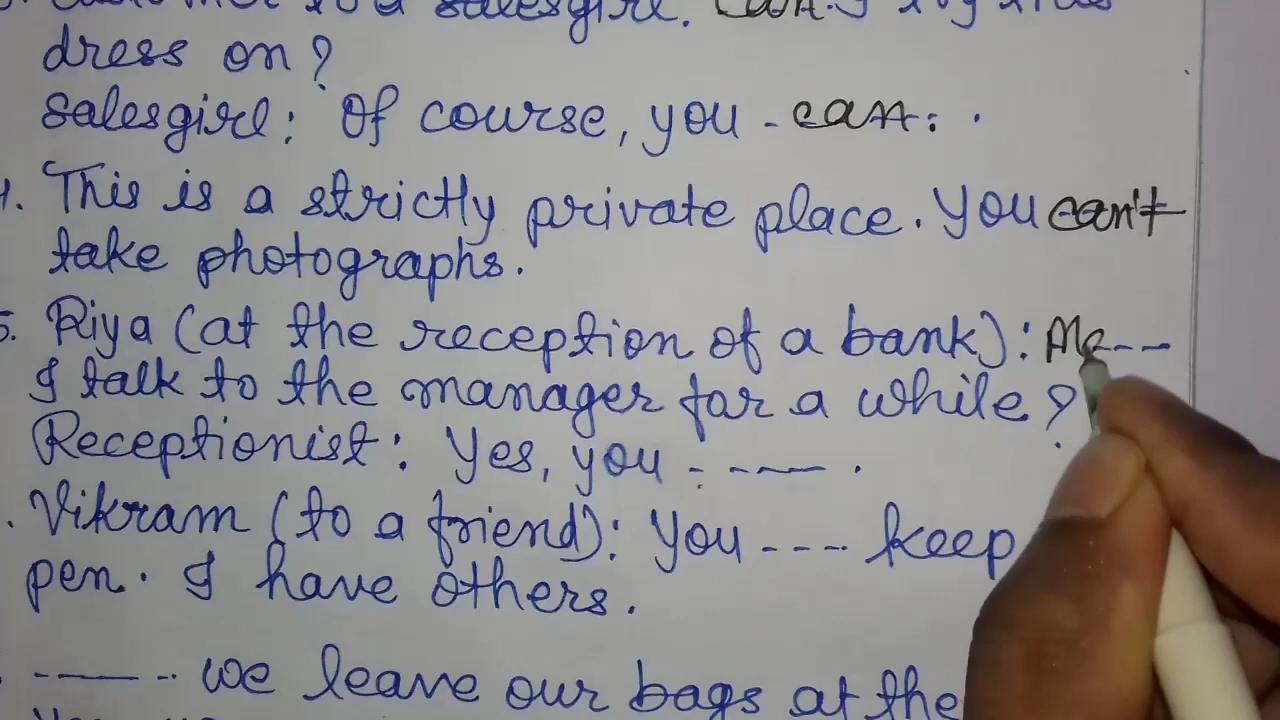 dress on?
Salesgirl: Of course, you - can. .
4. This is a strictly private place. You can't
take photographs.
5. Riya (at the reception of a bank): Ma---
I talk to the manager for a while?
Receptionist: Yes, you ----- .
. Vikram (to a friend): You ---- keep
pen. I have others.
------- we leave our bags at the